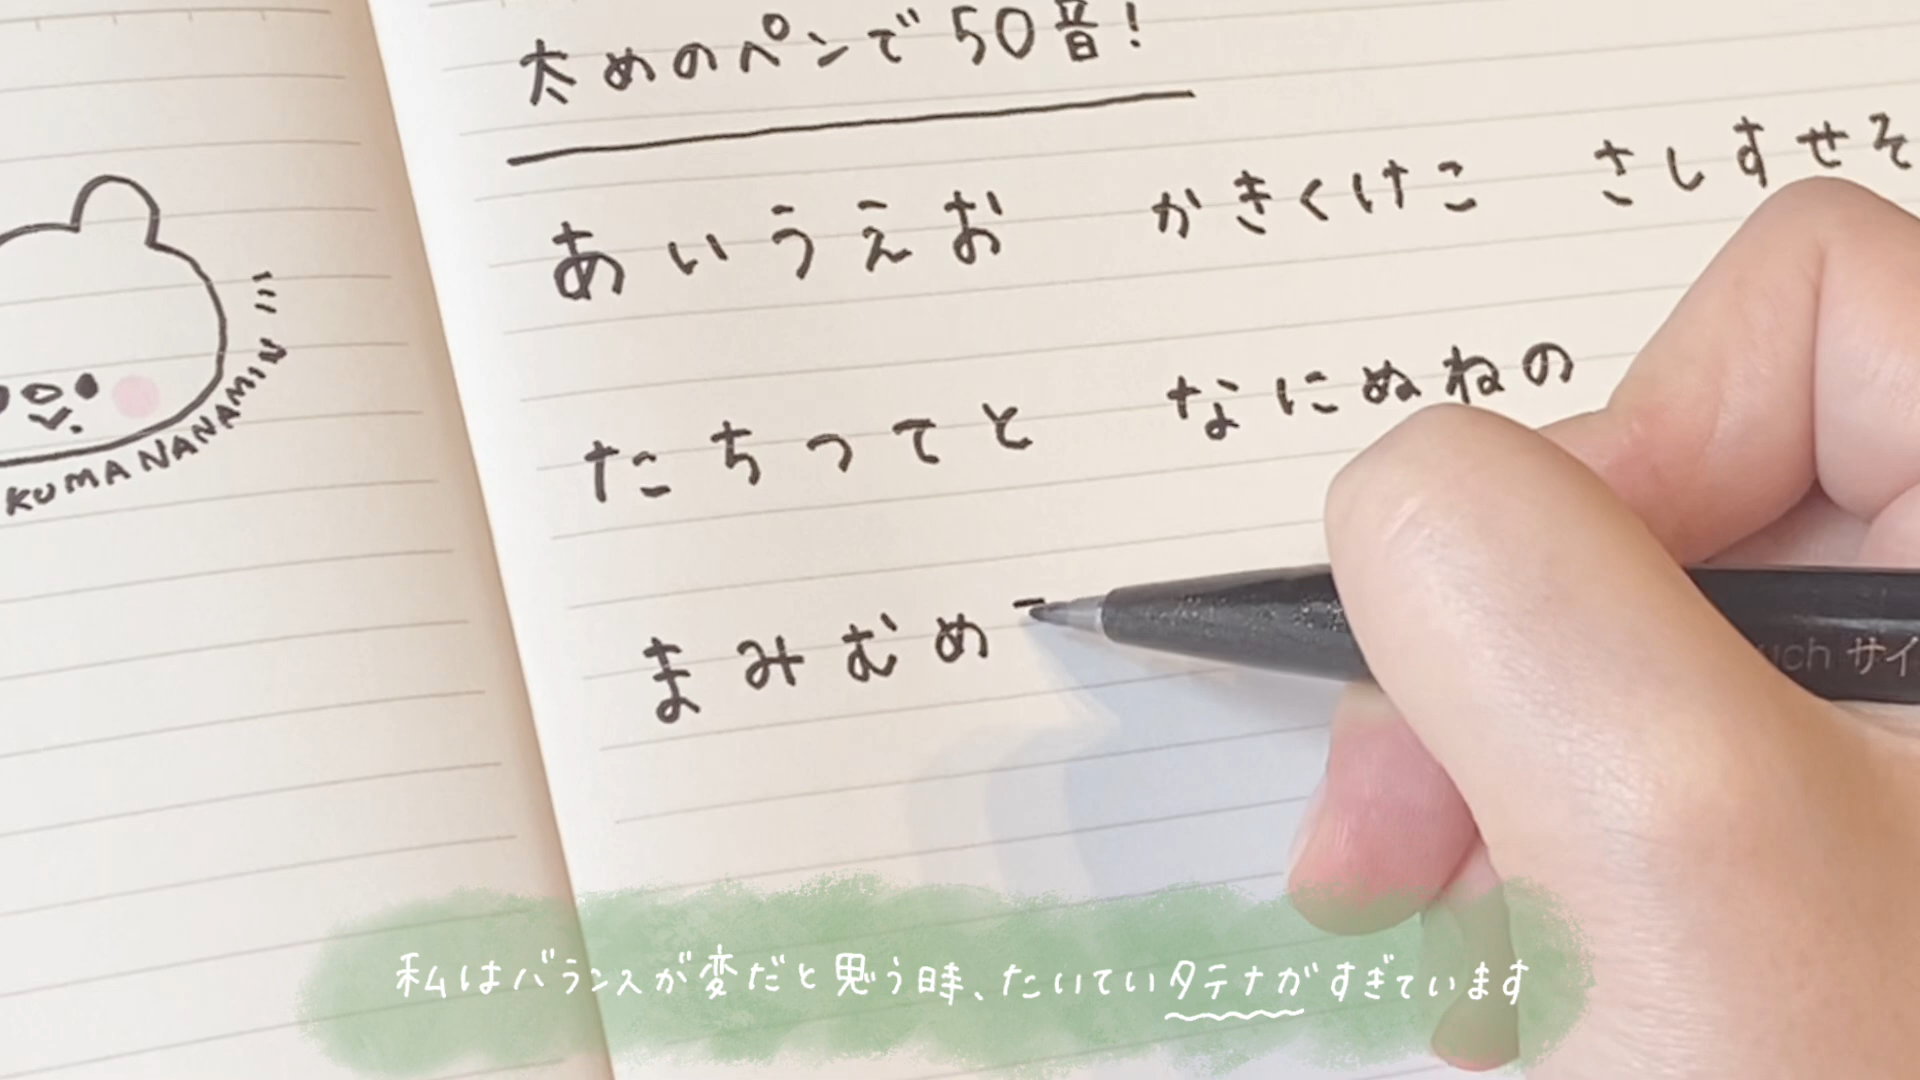 太めのペンで50音!
あいうえお かきくけこ さしすせそ
たちつてと なにぬねの
まみむめ
KUMANANAMIN
サイ
私はバランスが変だと思う時、たいていタテナガすぎています